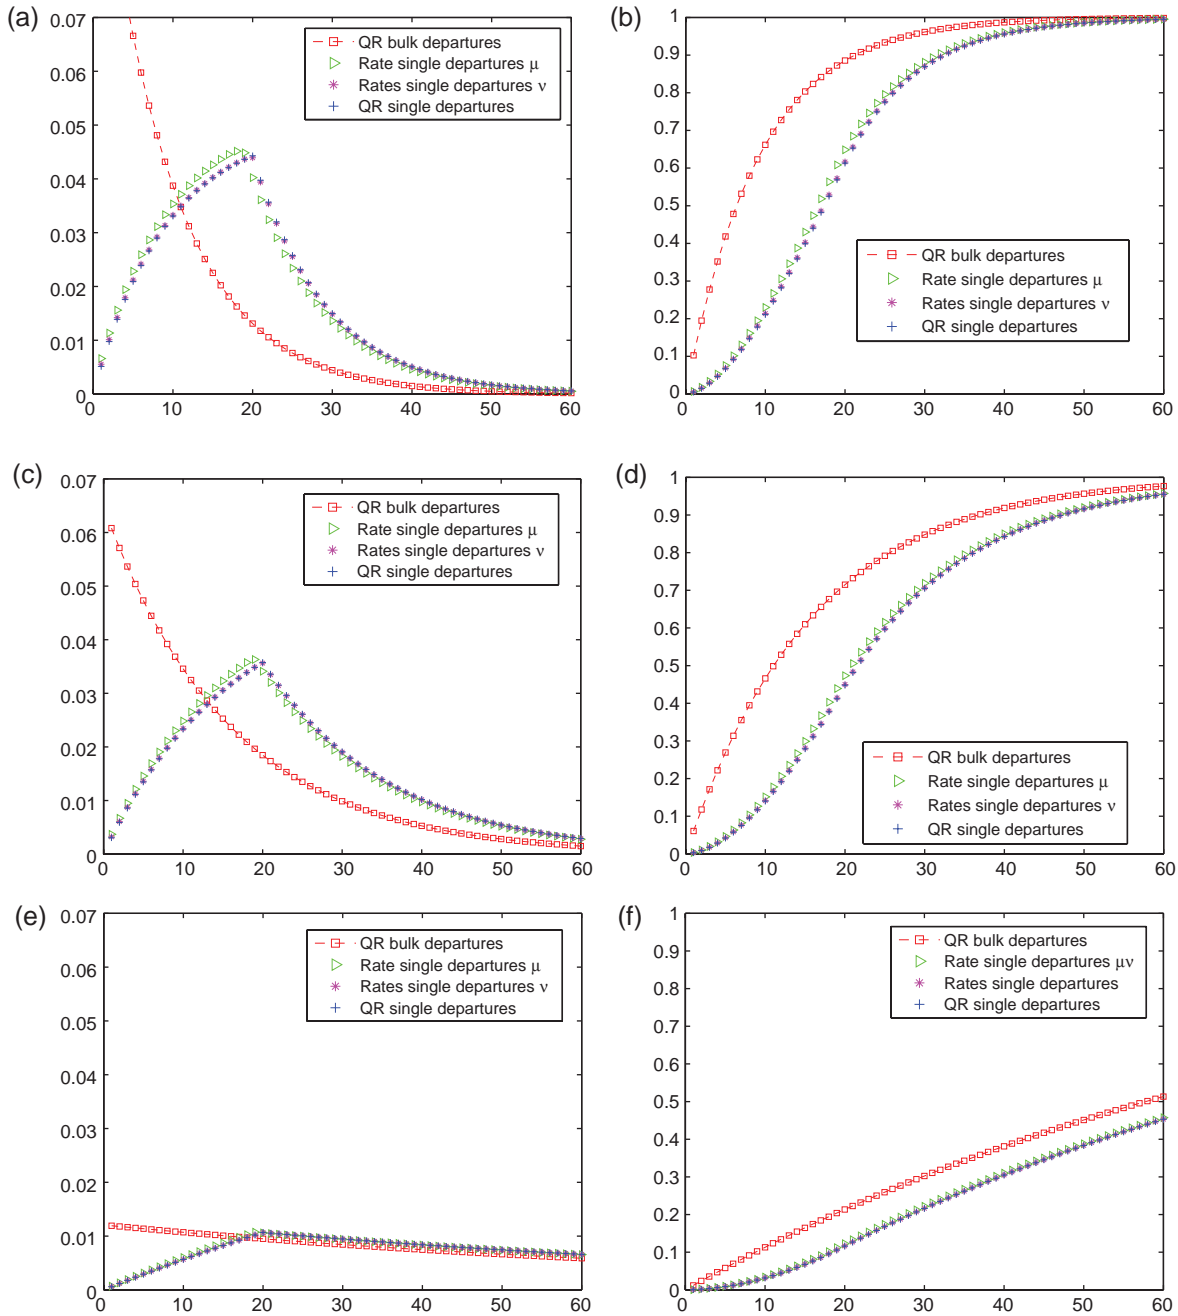 (a)
0.07
0.06
0.05
0.04
0.03
0.02
0.01
0
0 10 20 30 40 50 60
QR bulk departures
Rate single departures μ
Rates single departures ν
QR single departures
(b)
1
0.9
0.8
0.7
0.6
0.5
0.4
0.3
0.2
0.1
0
0 10 20 30 40 50 60
QR bulk departures
Rate single departures μ
Rates single departures ν
QR single departures
(c)
0.07
0.06
0.05
0.04
0.03
0.02
0.01
0
0 10 20 30 40 50 60
QR bulk departures
Rate single departures μ
Rates single departures ν
QR single departures
(d)
1
0.9
0.8
0.7
0.6
0.5
0.4
0.3
0.2
0.1
0
0 10 20 30 40 50 60
QR bulk departures
Rate single departures μ
Rates single departures ν
QR single departures
(e)
0.07
0.06
0.05
0.04
0.03
0.02
0.01
0
0 10 20 30 40 50 60
QR bulk departures
Rate single departures μ
Rates single departures ν
QR single departures
(f)
1
0.9
0.8
0.7
0.6
0.5
0.4
0.3
0.2
0.1
0
0 10 20 30 40 50 60
QR bulk departures
Rate single departures μν
Rates single departures
QR single departures